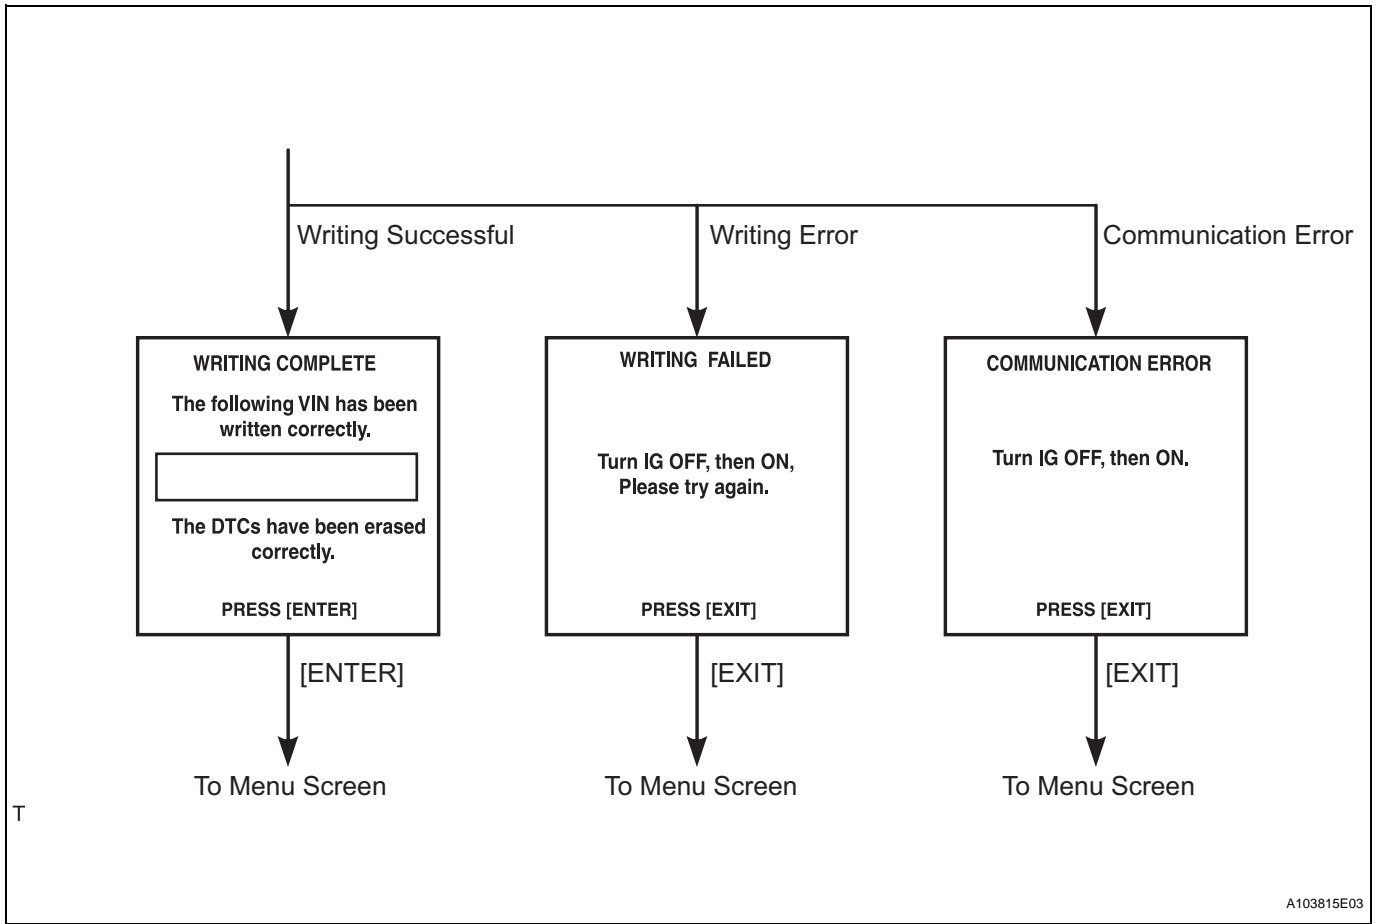 Writing Successful
Writing Error
Communication Error
WRITING COMPLETE
The following VIN has been
written correctly.
The DTCs have been erased
correctly.
PRESS [ENTER]
WRITING FAILED
Turn IG OFF, then ON,
Please try again.
PRESS [EXIT]
COMMUNICATION ERROR
Turn IG OFF, then ON.
PRESS [EXIT]
[ENTER]
[EXIT]
[EXIT]
To Menu Screen
To Menu Screen
To Menu Screen
T
A103815E03